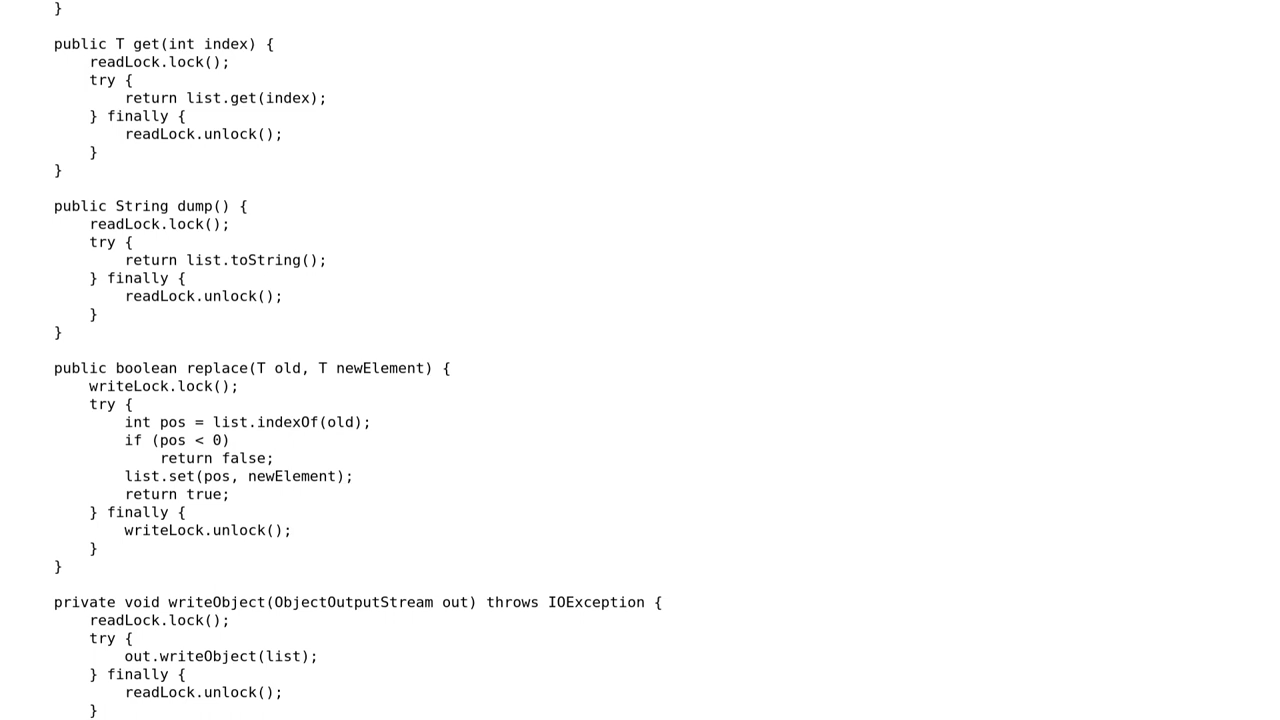 }

    public T get(int index) {
        readLock.lock();
        try {
            return list.get(index);
        } finally {
            readLock.unlock();
        }
    }

    public String dump() {
        readLock.lock();
        try {
            return list.toString();
        } finally {
            readLock.unlock();
        }
    }

    public boolean replace(T old, T newElement) {
        writeLock.lock();
        try {
            int pos = list.indexOf(old);
            if (pos < 0)
                return false;
            list.set(pos, newElement);
            return true;
        } finally {
            writeLock.unlock();
        }
    }

    private void writeObject(ObjectOutputStream out) throws IOException {
        readLock.lock();
        try {
            out.writeObject(list);
        } finally {
            readLock.unlock();
        }